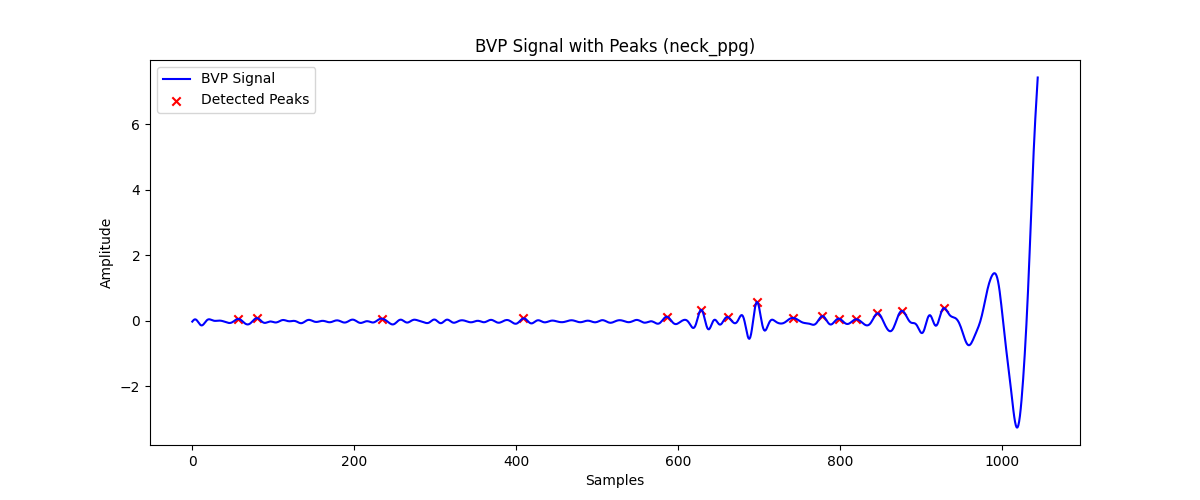 BVP Signal with Peaks (neck_ppg)
BVP Signal
Detected Peaks
Amplitude
6
4
2
0
−2
0 200 400 600 800 1000
Samples